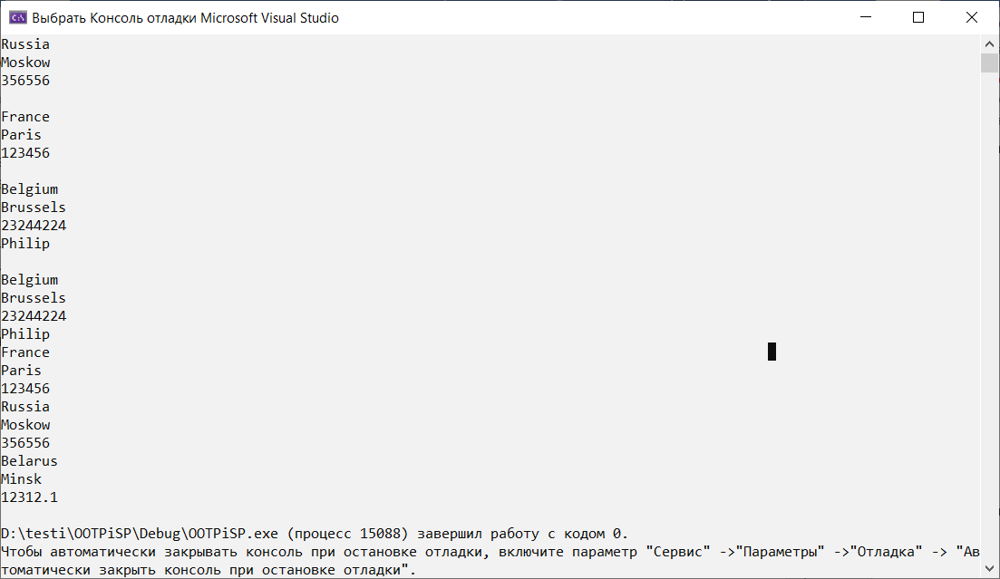 Выбрать Консоль отладки Microsoft Visual Studio
Russia
Moskow
356556
France
Paris
123456
Belgium
Brussels
23244224
Philip
Belgium
Brussels
23244224
Philip
France
Paris
123456
Russia
Moskow
356556
Belarus
Minsk
12312.1
D:\testi\OOTPiSP\Debug\OOTPiSP.exe (процесс 15088) завершил работу с кодом 0.
Чтобы автоматически закрывать консоль при остановке отладки, включите параметр "Сервис" ->"Параметры" ->"Отладка" -> "Ав
томатически закрыть консоль при остановке отладки".